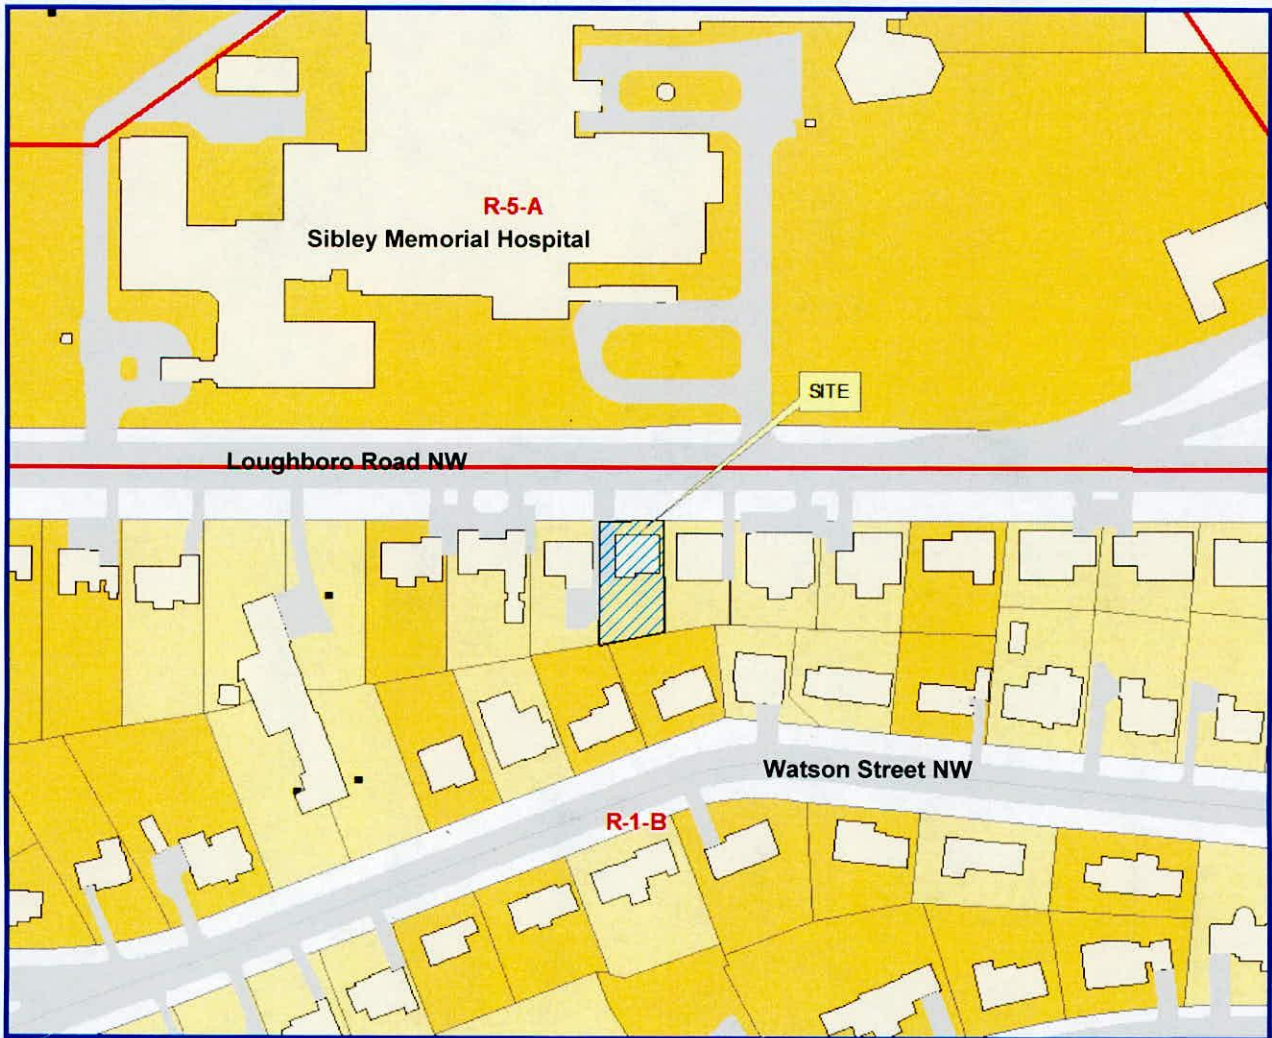 R-5-A
Sibley Memorial Hospital
SITE
Loughboro Road NW
Watson Street NW
R-1-B